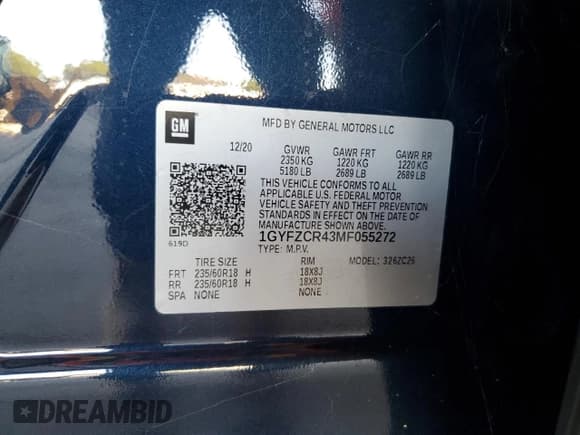 GM
MFD BY GENERAL MOTORS LLC
12/20 GVWR GAWR FRT GAWR RR
2350 KG 1220 KG 1220 KG
5180 LB 2689 LB 2689 LB
THIS VEHICLE CONFORMS TO ALL
APPLICABLE U.S. FEDERAL MOTOR
VEHICLE SAFETY AND THEFT PREVENTION
STANDARDS IN EFFECT ON THE DATE OF
MANUFACTURE SHOWN ABOVE.
619D 1GYFZCR43MF055272
TYPE: M.P.V. MODEL: 3262C26
TIRE SIZE RIM
FRT 235/60R18 H 18X8J
RR 235/60R18 H 18X8J
SPA NONE NONE
DREAMBID